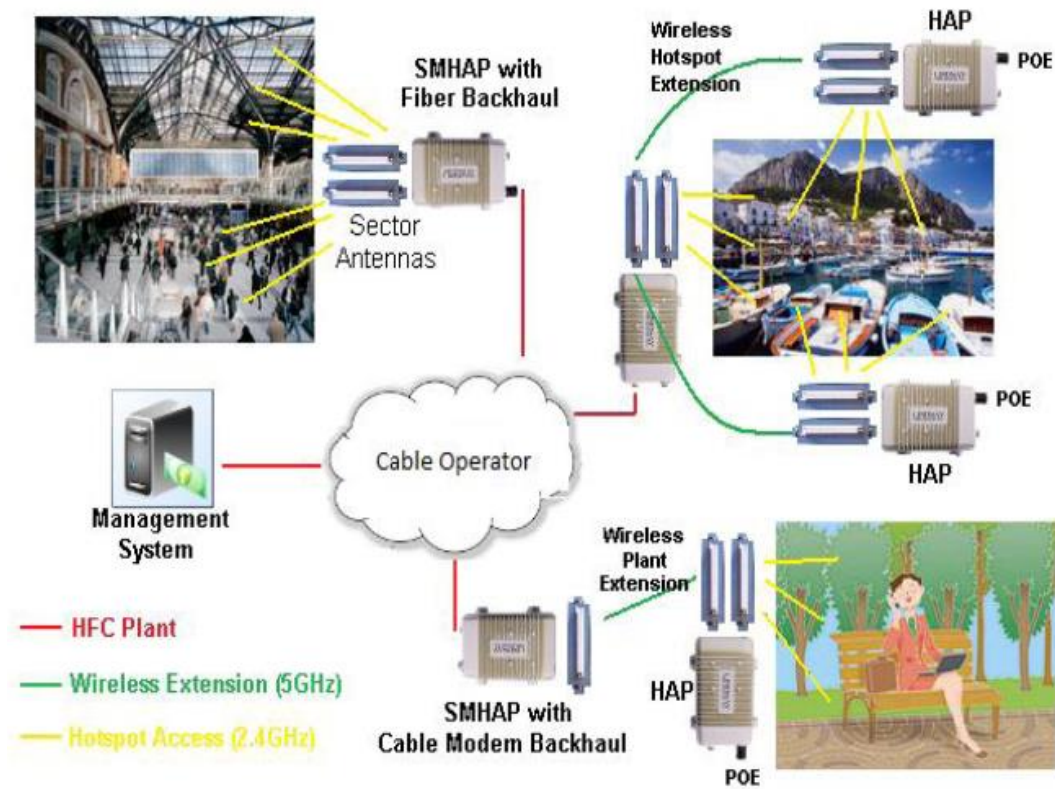 SMHAP with
Fiber Backhaul
Sector
Antennas
Wireless
Hotspot
Extension
HAP
POE
POE
HAP
Cable Operator
Management
System
Wireless
Plant
Extension
HFC Plant
Wireless Extension (5GHz)
Hotspot Access (2.4GHz)
SMHAP with
Cable Modem Backhaul
HAP
POE